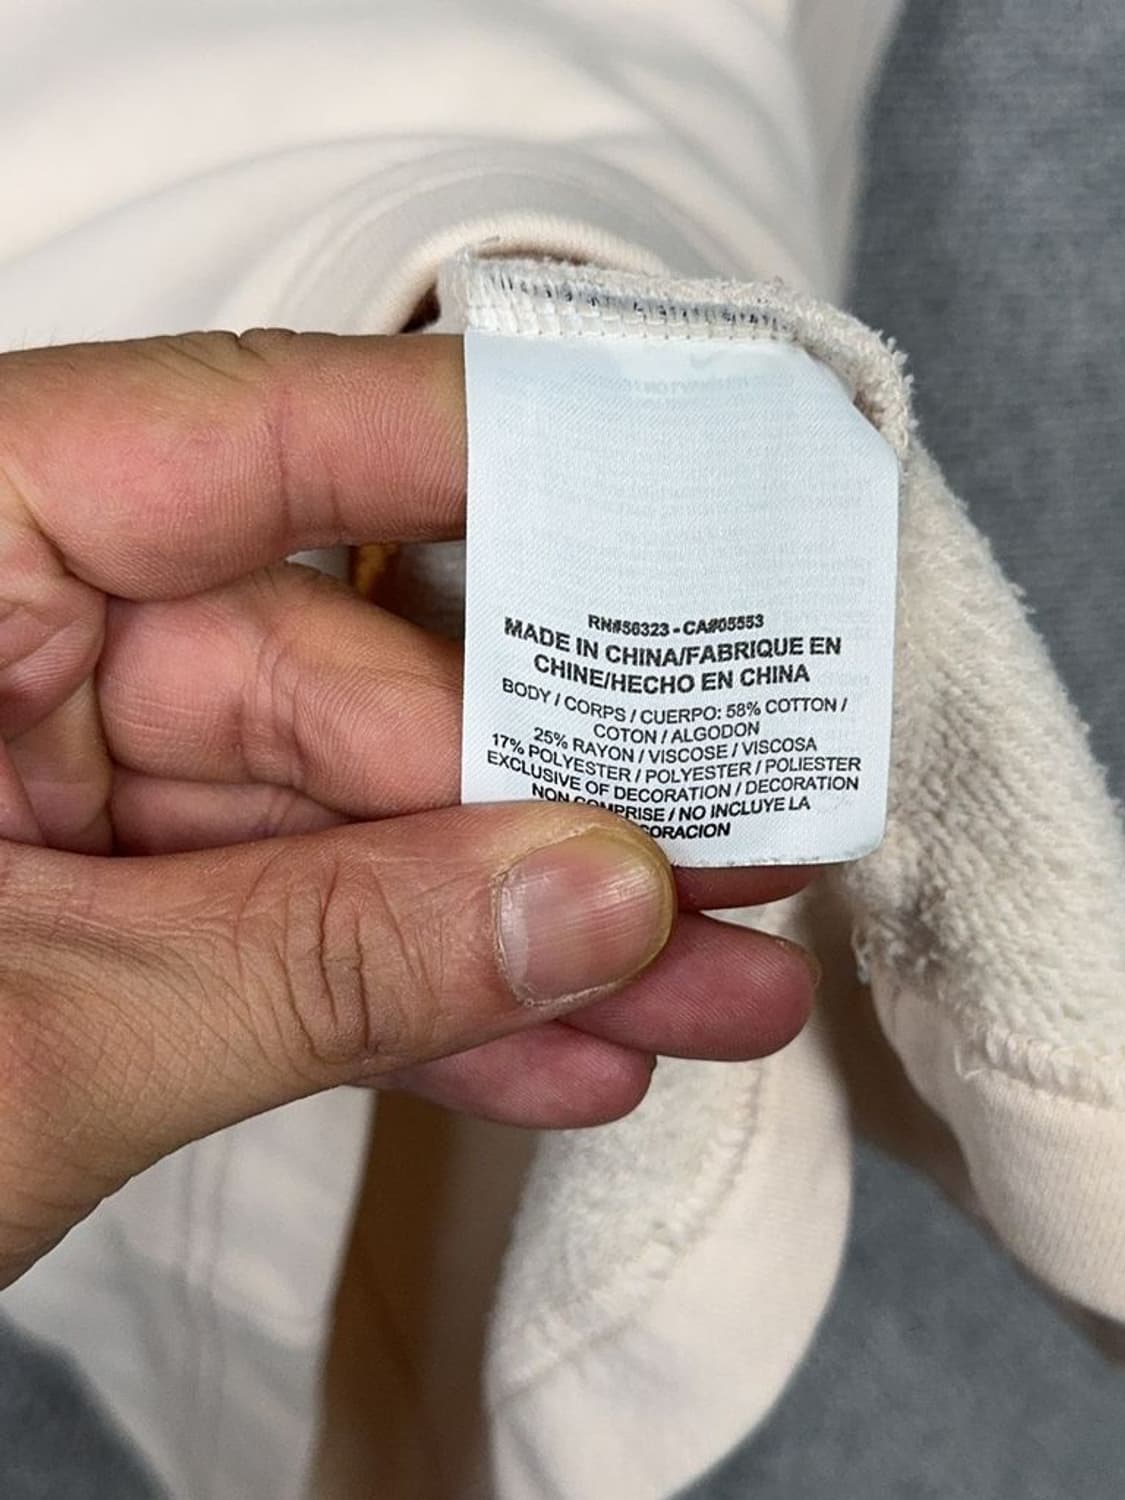 RN#56323 - CA#05553
MADE IN CHINA/FABRIQUE EN
CHINE/HECHO EN CHINA
BODY / CORPS / CUERPO: 58% COTTON /
COTON / ALGODON
25% RAYON / VISCOSE / VISCOSA
17% POLYESTER / POLYESTER / POLIESTER
EXCLUSIVE OF DECORATION / DECORATION
NON COMPRISE / NO INCLUYE LA
ORACION